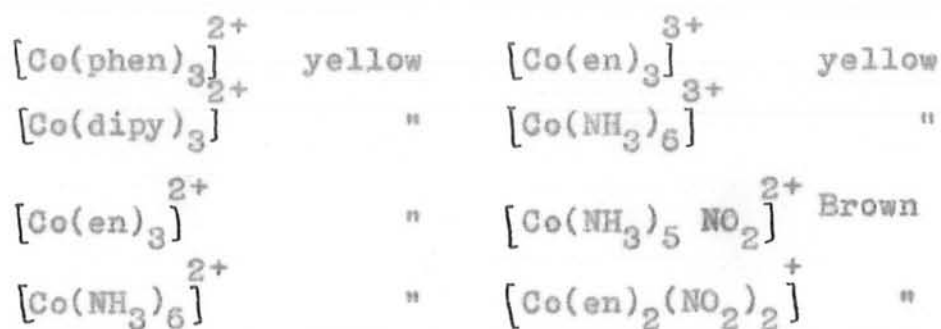 [Co(phen)₃]²⁺ yellow [Co(en)₃]³⁺ yellow
[Co(dipy)₃]²⁺ " [Co(NH₃)₆]³⁺ "
[Co(en)₃]²⁺ " [Co(NH₃)₅ NO₂]²⁺ Brown
[Co(NH₃)₆]²⁺ " [Co(en)₂(NO₂)₂]⁺ "